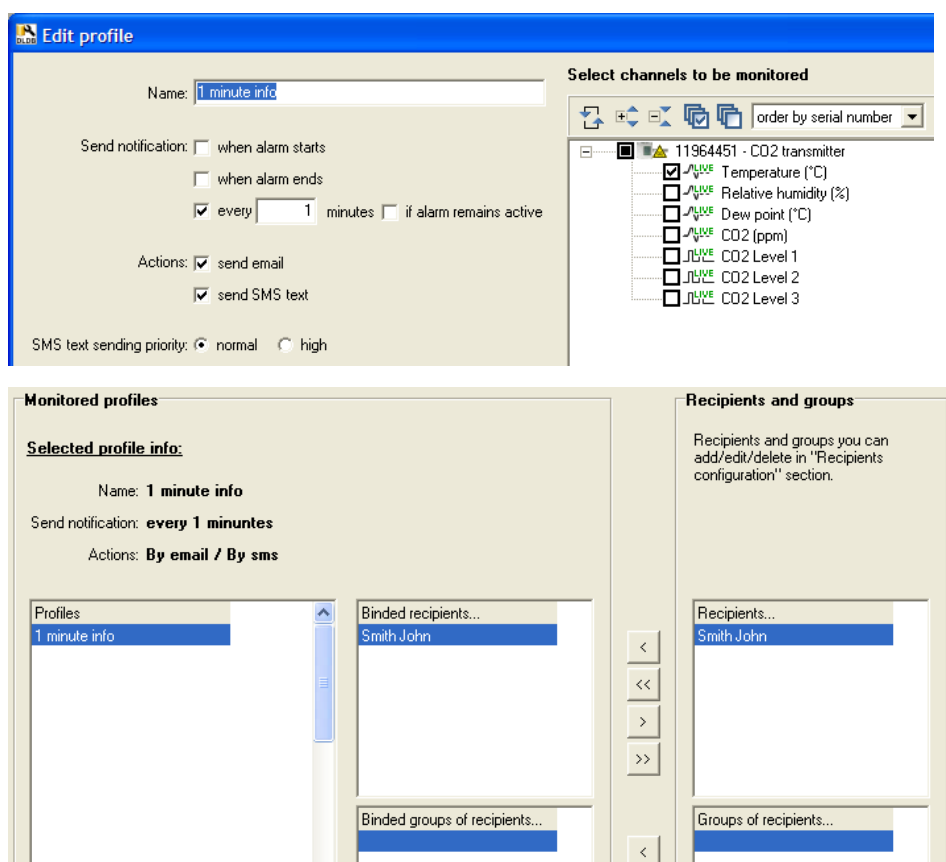 DLDB
Edit profile
Name: 1 minute info
Send notification: when alarm starts
when alarm ends
every 1 minutes if alarm remains active
Actions: send email
send SMS text
SMS text sending priority: normal high
Select channels to be monitored
order by serial number
11964451 - CO2 transmitter
LIVE Temperature (°C)
LIVE Relative humidity (%)
LIVE Dew point (°C)
LIVE CO2 (ppm)
LIVE CO2 Level 1
LIVE CO2 Level 2
LIVE CO2 Level 3
Monitored profiles
Selected profile info:
Name: 1 minute info
Send notification: every 1 minuntes
Actions: By email / By sms
Profiles
1 minute info
Binded recipients...
Smith John
Binded groups of recipients...
<
<<
>
>>
<
Recipients and groups
Recipients and groups you can
add/edit/delete in "Recipients
configuration" section.
Recipients...
Smith John
Groups of recipients...